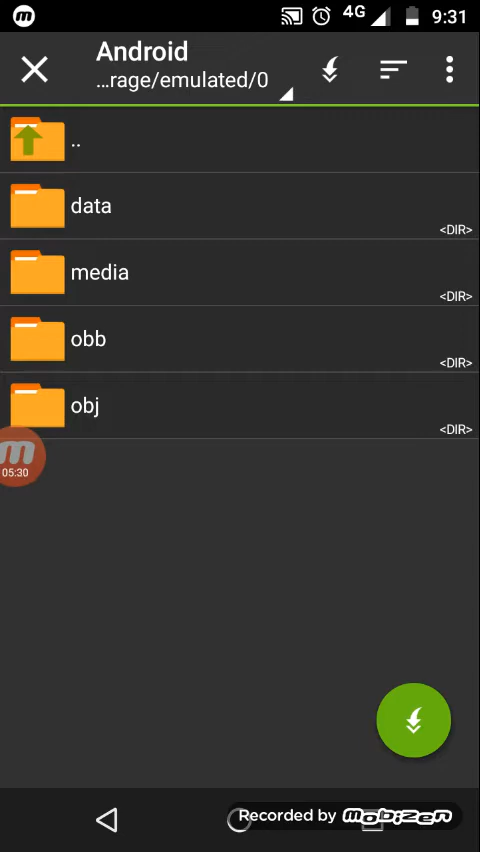 4G 9:31
Android
...rage/emulated/0
..
data
<DIR>
media
<DIR>
obb
<DIR>
obj
<DIR>
05:30
Recorded by mobizen